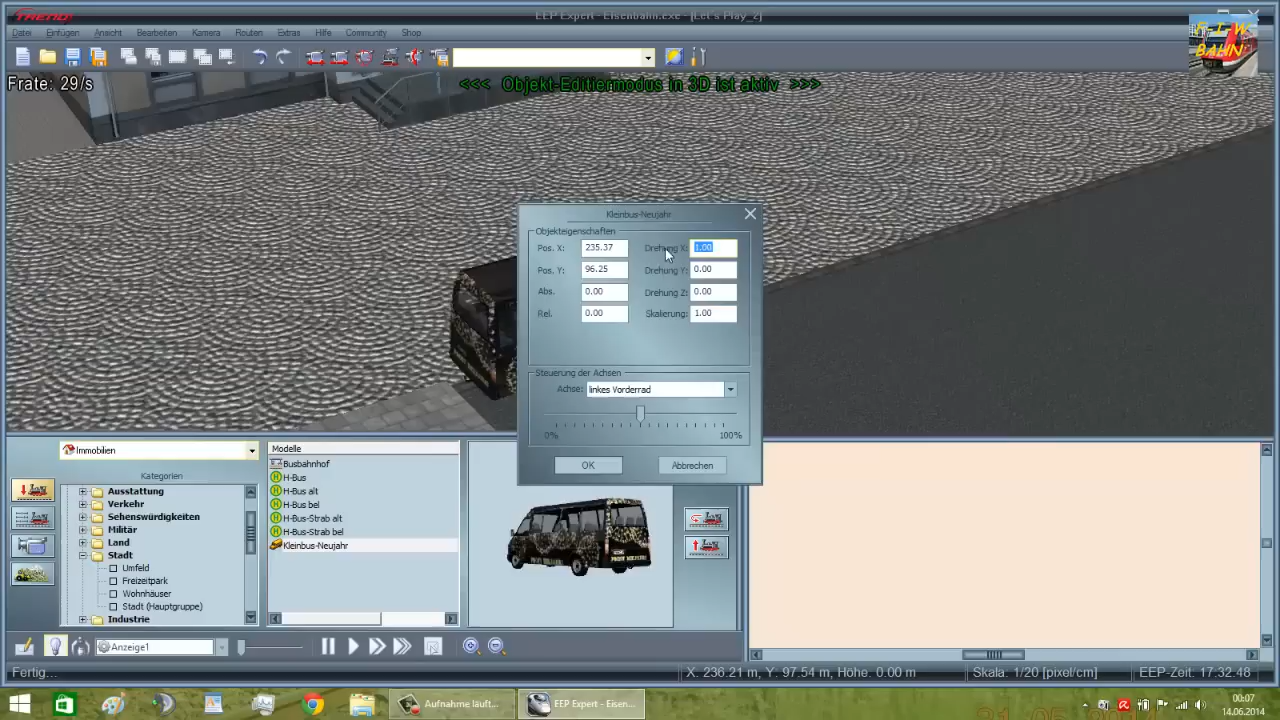 TREND
EEP Expert - Eisenbahn.exe - [Let's Play_2]
Datei Einfügen Ansicht Bearbeiten Kamera Routen Extras Hilfe Community Shop
F-I-W
BAHN
Frate: 29/s
<<< Objekt-Editiermodus in 3D ist aktiv >>>
Kleinbus-Neujahr
Objekteigenschaften
Pos. X: 235.37 Drehung X: 1.00
Pos. Y: 96.25 Drehung Y: 0.00
Abs. 0.00 Drehung Z: 0.00
Rel. 0.00 Skalierung: 1.00
Steuerung der Achsen
Achse: linkes Vorderrad
0% 100%
OK Abbrechen
Immobilien
Kategorien
Ausstattung
Verkehr
Sehenswürdigkeiten
Militär
Land
Stadt
Umfeld
Freizeitpark
Wohnhäuser
Stadt (Hauptgruppe)
Industrie
Modelle
Busbahnhof
H-Bus
H-Bus alt
H-Bus bel
H-Bus-Strab alt
H-Bus-Strab bel
Kleinbus-Neujahr
Anzeige1
Fertig...
X: 236.21 m, Y: 97.54 m, Höhe: 0.00 m
Skala: 1/20 [pixel/cm]
EEP-Zeit: 17:32:48
Aufnahme läuft...
EEP Expert - Eisen...
00:07
14.06.2014